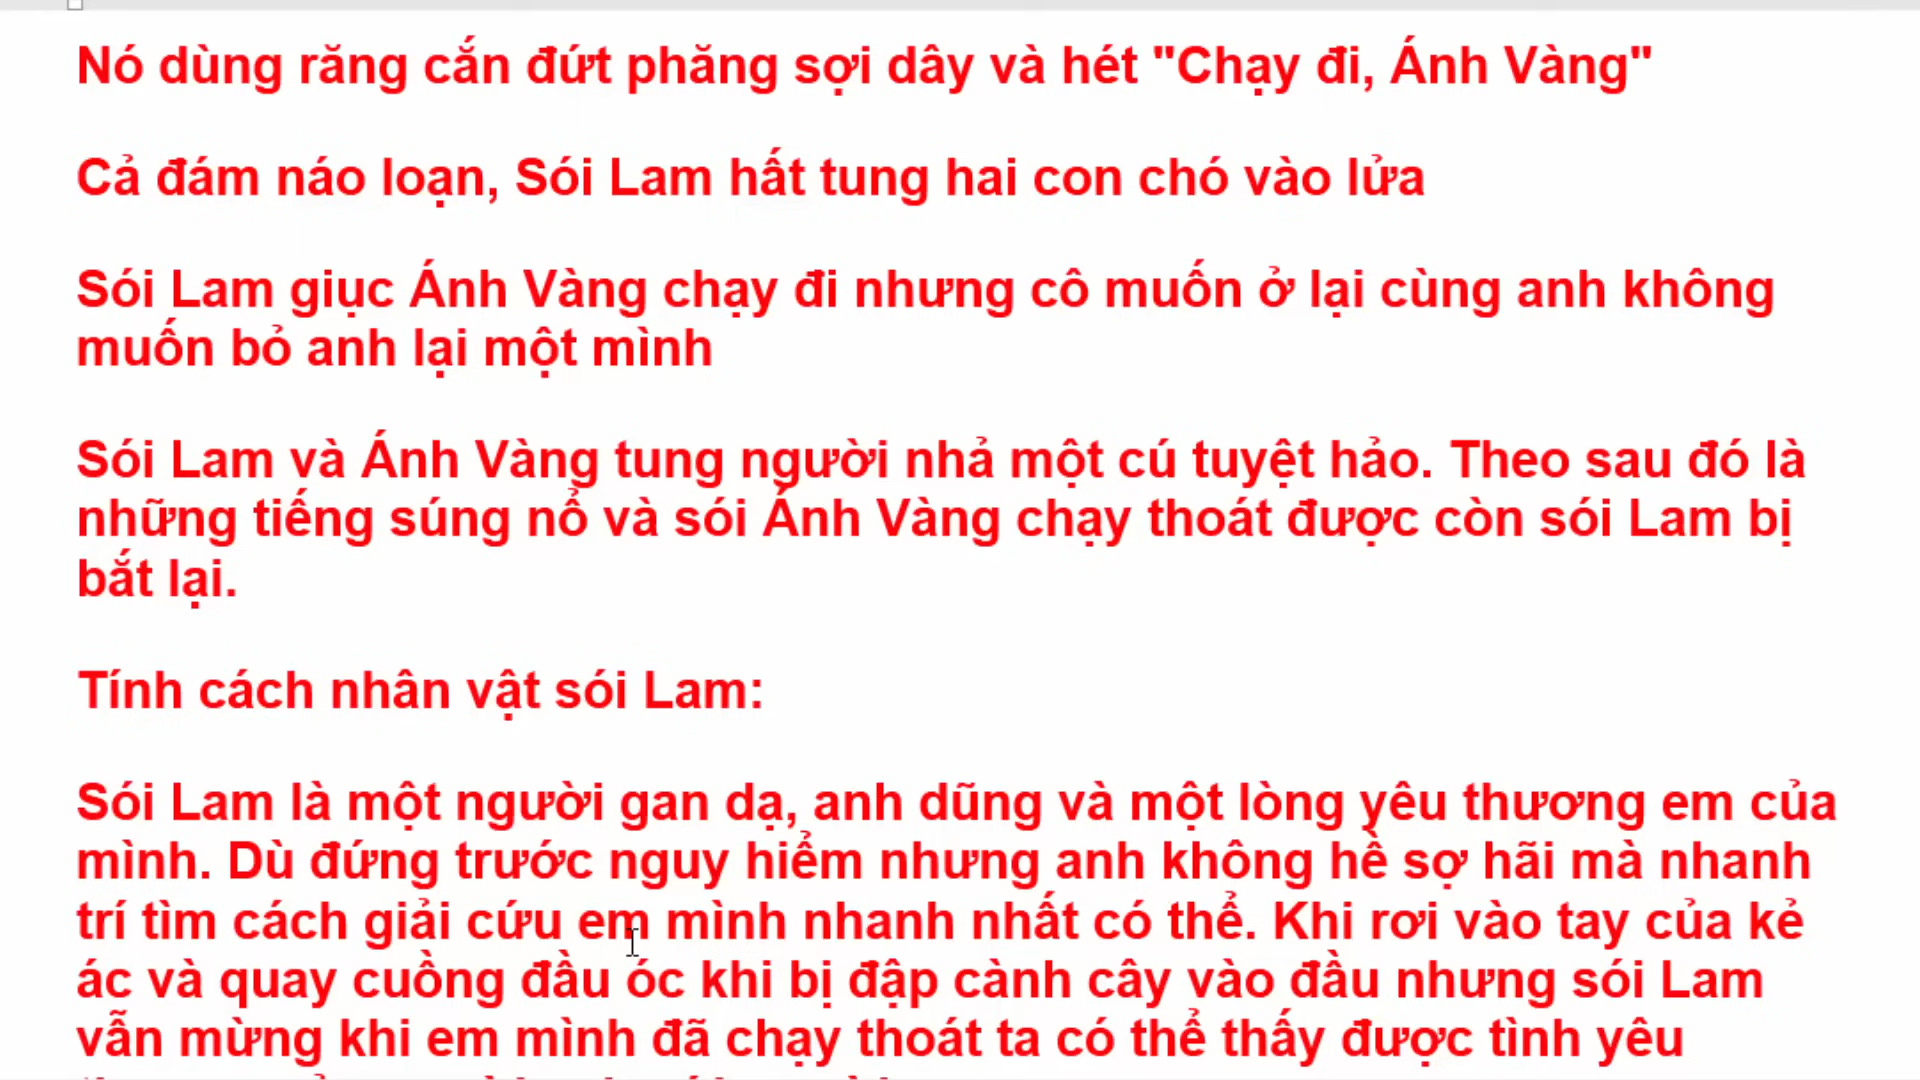 Nó dùng răng cắn đứt phăng sợi dây và hét "Chạy đi, Ánh Vàng"
Cả đám náo loạn, Sói Lam hất tung hai con chó vào lửa
Sói Lam giục Ánh Vàng chạy đi nhưng cô muốn ở lại cùng anh không
muốn bỏ anh lại một mình
Sói Lam và Ánh Vàng tung người nhả một cú tuyệt hảo. Theo sau đó là
những tiếng súng nổ và sói Ánh Vàng chạy thoát được còn sói Lam bị
bắt lại.
Tính cách nhân vật sói Lam:
Sói Lam là một người gan dạ, anh dũng và một lòng yêu thương em của
mình. Dù đứng trước nguy hiểm nhưng anh không hề sợ hãi mà nhanh
trí tìm cách giải cứu em mình nhanh nhất có thể. Khi rơi vào tay của kẻ
ác và quay cuồng đầu óc khi bị đập cành cây vào đầu nhưng sói Lam
vẫn mừng khi em mình đã chạy thoát ta có thể thấy được tình yêu